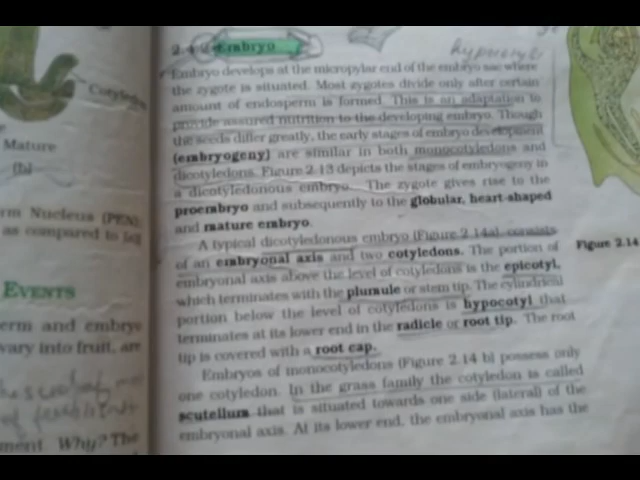 Cotyledon
Mature
(b)
rm Nucleus (PEN);
as compared to
EVENTS
erm and embryo
vary into fruit, are
ment Why? The
2.4.2 Embryo
Embryo develops at the micropylar end of the embryo sac where
the zygote is situated. Most zygotes divide only after certain
amount of endosperm is formed. This is an adaptation to
provide assured nutrition to the developing embryo. Though
the seeds differ greatly, the early stages of embryo development
(embryogeny) are similar in both monocotyledons and
dicotyledons. Figure 2.13 depicts the stages of embryogeny in
a dicotyledonous embryo. The zygote gives rise to the
proembryo and subsequently to the globular, heart-shaped
and mature embryo.
A typical dicotyledonous embryo (Figure 2.14a), consists
of an embryonal axis and two cotyledons. The portion of
embryonal axis above the level of cotyledons is the epicotyl,
which terminates with the plumule or stem tip. The cylindrical
portion below the level of cotyledons is hypocotyl that
terminates at its lower end in the radicle or root tip. The root
tip is covered with a root cap.
Embryos of monocotyledons (Figure 2.14 b) possess only
one cotyledon. In the grass family the cotyledon is called
scutellum that is situated towards one side (lateral) of the
embryonal axis. At its lower end, the embryonal axis has the
Figure 2.14